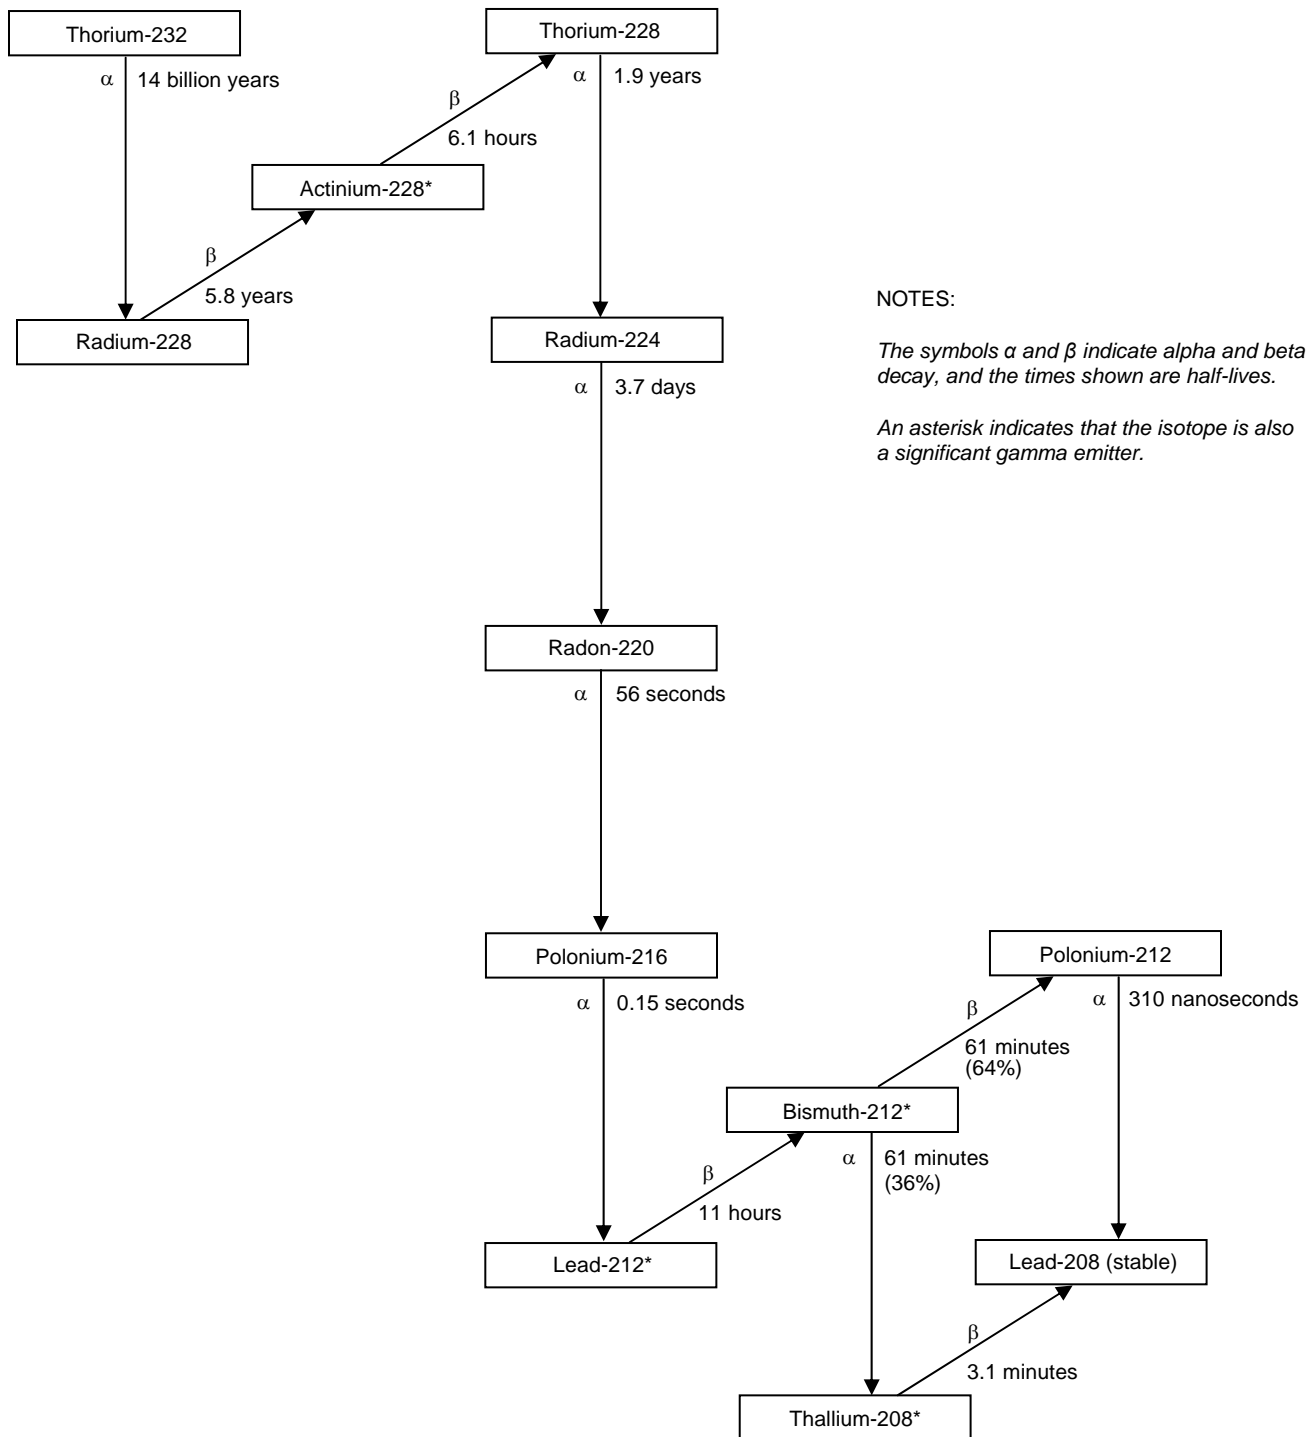 Thorium-232
Thorium-228
α 14 billion years
α 1.9 years
β
6.1 hours
Actinium-228*
β
5.8 years
Radium-228
Radium-224
α 3.7 days
NOTES:
The symbols α and β indicate alpha and beta
decay, and the times shown are half-lives.
An asterisk indicates that the isotope is also
a significant gamma emitter.
Radon-220
α 56 seconds
Polonium-216
α 0.15 seconds
Polonium-212
α 310 nanoseconds
β
61 minutes
(64%)
Bismuth-212*
α 61 minutes
(36%)
β
11 hours
Lead-212*
Lead-208 (stable)
β
3.1 minutes
Thallium-208*